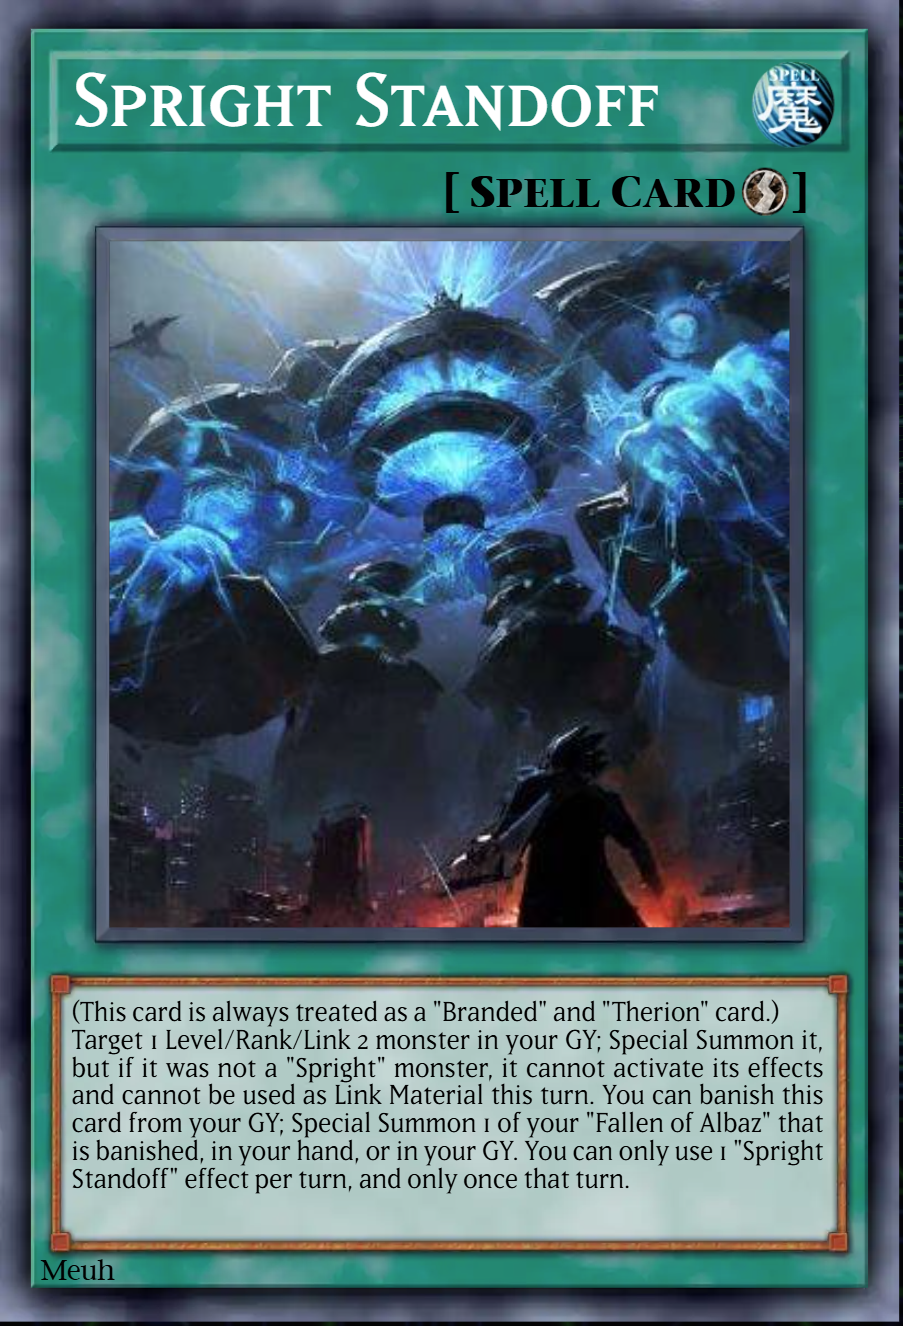 Spright Standoff
SPELL
魔
[ Spell Card ]
(This card is always treated as a "Branded" and "Therion" card.)
Target 1 Level/Rank/Link 2 monster in your GY; Special Summon it,
but if it was not a "Spright" monster, it cannot activate its effects
and cannot be used as Link Material this turn. You can banish this
card from your GY; Special Summon 1 of your "Fallen of Albaz" that
is banished, in your hand, or in your GY. You can only use 1 "Spright
Standoff" effect per turn, and only once that turn.
Meuh